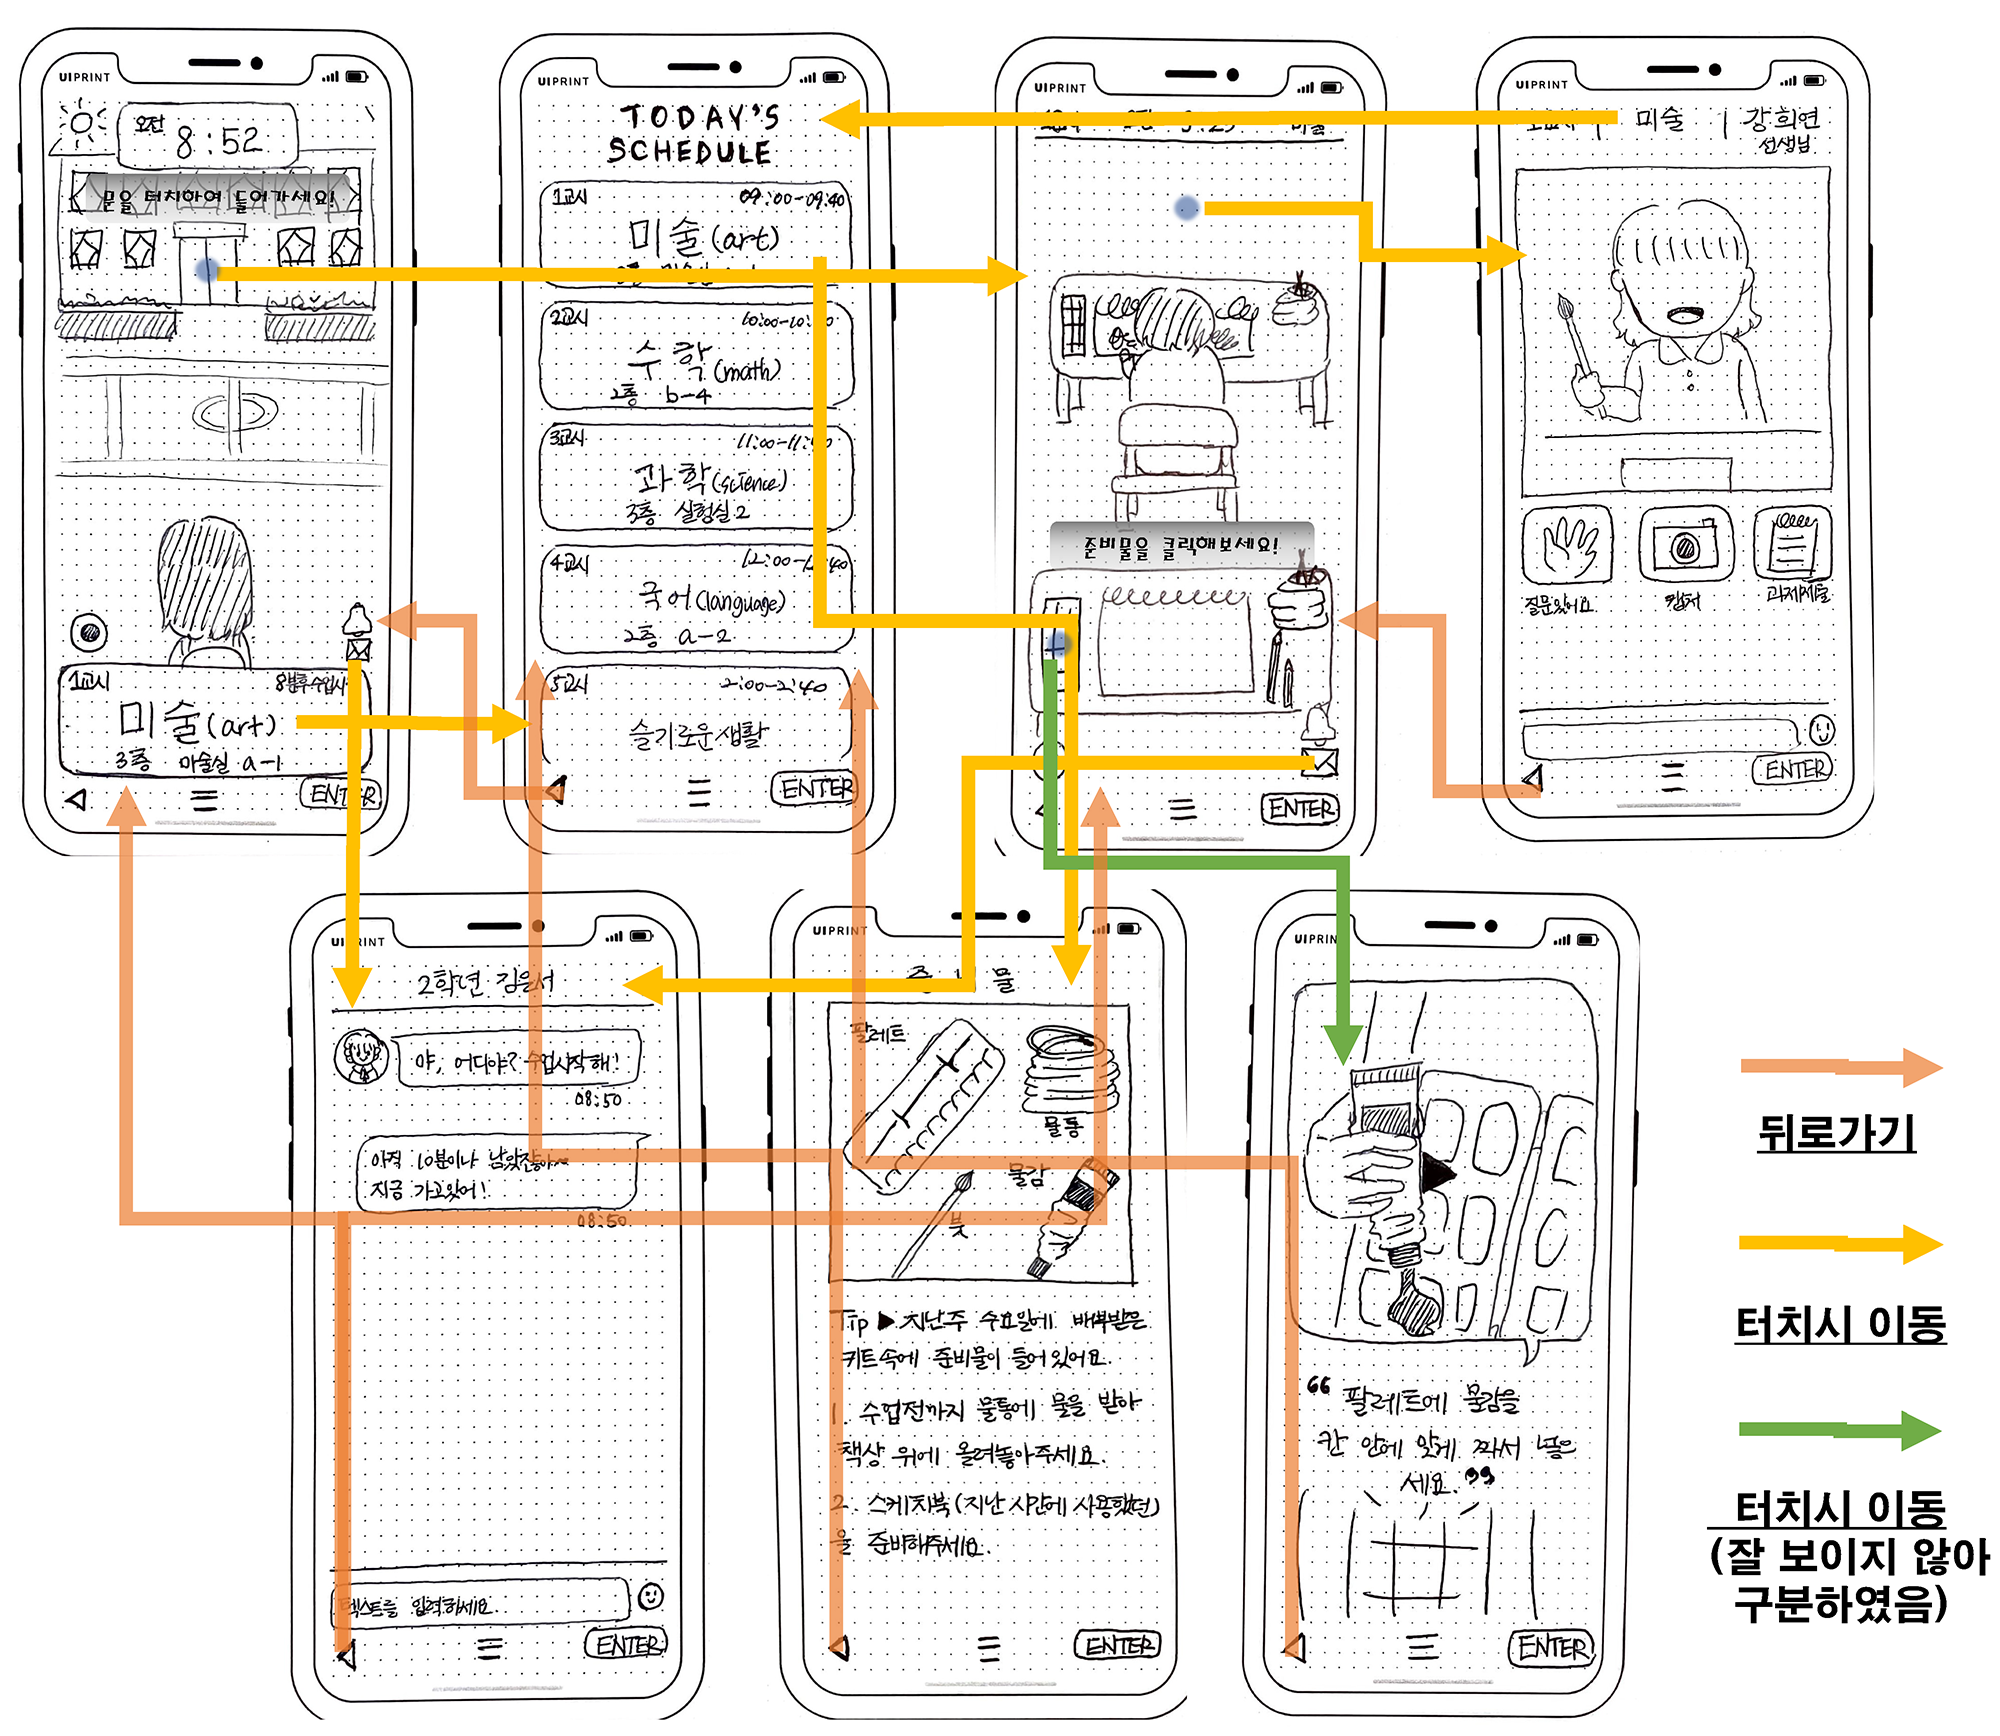 UIPRINT
오전
8:52
문을 터치하여 들어가세요!
1교시
8분후 수업시
미술(art)
3층 미술실 a-1
ENTER
UIPRINT
TODAY'S
SCHEDULE
1교시
09:00-09:40
미술(art)
2교시
수학(math)
2층 b-4
3교시
과학(science)
3층 실험실2
4교시
국어(language)
2층 a-2
5교시
2:00-2:40
슬기로운생활
ENTER
UIPRINT
준비물을 클릭해보세요!
ENTER
UIPRINT
미술 | 강희연
선생님
질문있어요
캡처
과제제출
ENTER
UIPRINT
2학년 김은서
야, 어디야? 수업시작해!
08:50
아직 10분이나 남았잖아~
지금 가고있어!
08:50
텍스트를 입력하세요.
ENTER
UIPRINT
준비물
팔레트
물통
물감
붓
Tip ▶ 지난주 수요일에 배부받은
키트속에 준비물이 들어있어요.
1. 수업전까지 물통에 물을 받아
책상 위에 올려놓아주세요.
2. 스케치북(지난 시간에 사용했던)
을 준비해주세요.
ENTER
UIPRINT
“ 팔레트에 물감을
칸 안에 맞게 짜서 넣으
세요. ”
ENTER
뒤로가기
터치시 이동
터치시 이동
(잘 보이지 않아
구분하였음)